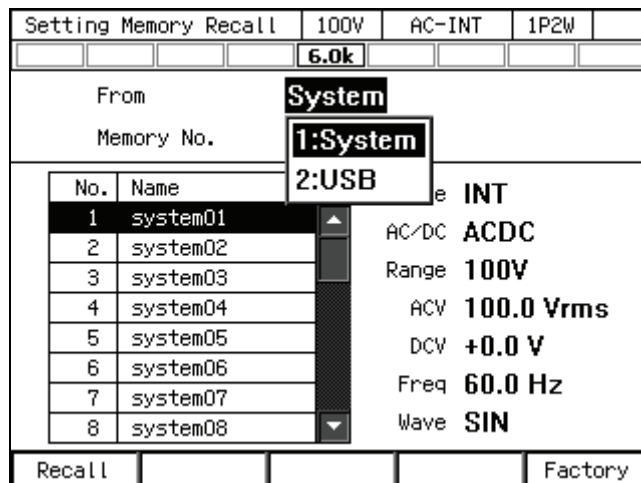 Setting Memory Recall 100V AC-INT 1P2W
6.0k
From System
1:System
Memory No.
2:USB
No. Name e INT
1 system01
AC/DC ACDC
2 system02
3 system03 Range 100V
4 system04 ACV 100.0 Vrms
5 system05 DCV +0.0 V
6 system06 Freq 60.0 Hz
7 system07
8 system08 Wave SIN
Recall Factory